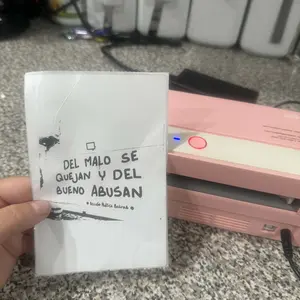 DEL MALO SE
QUEJAN Y DEL
BUENO ABUSAN